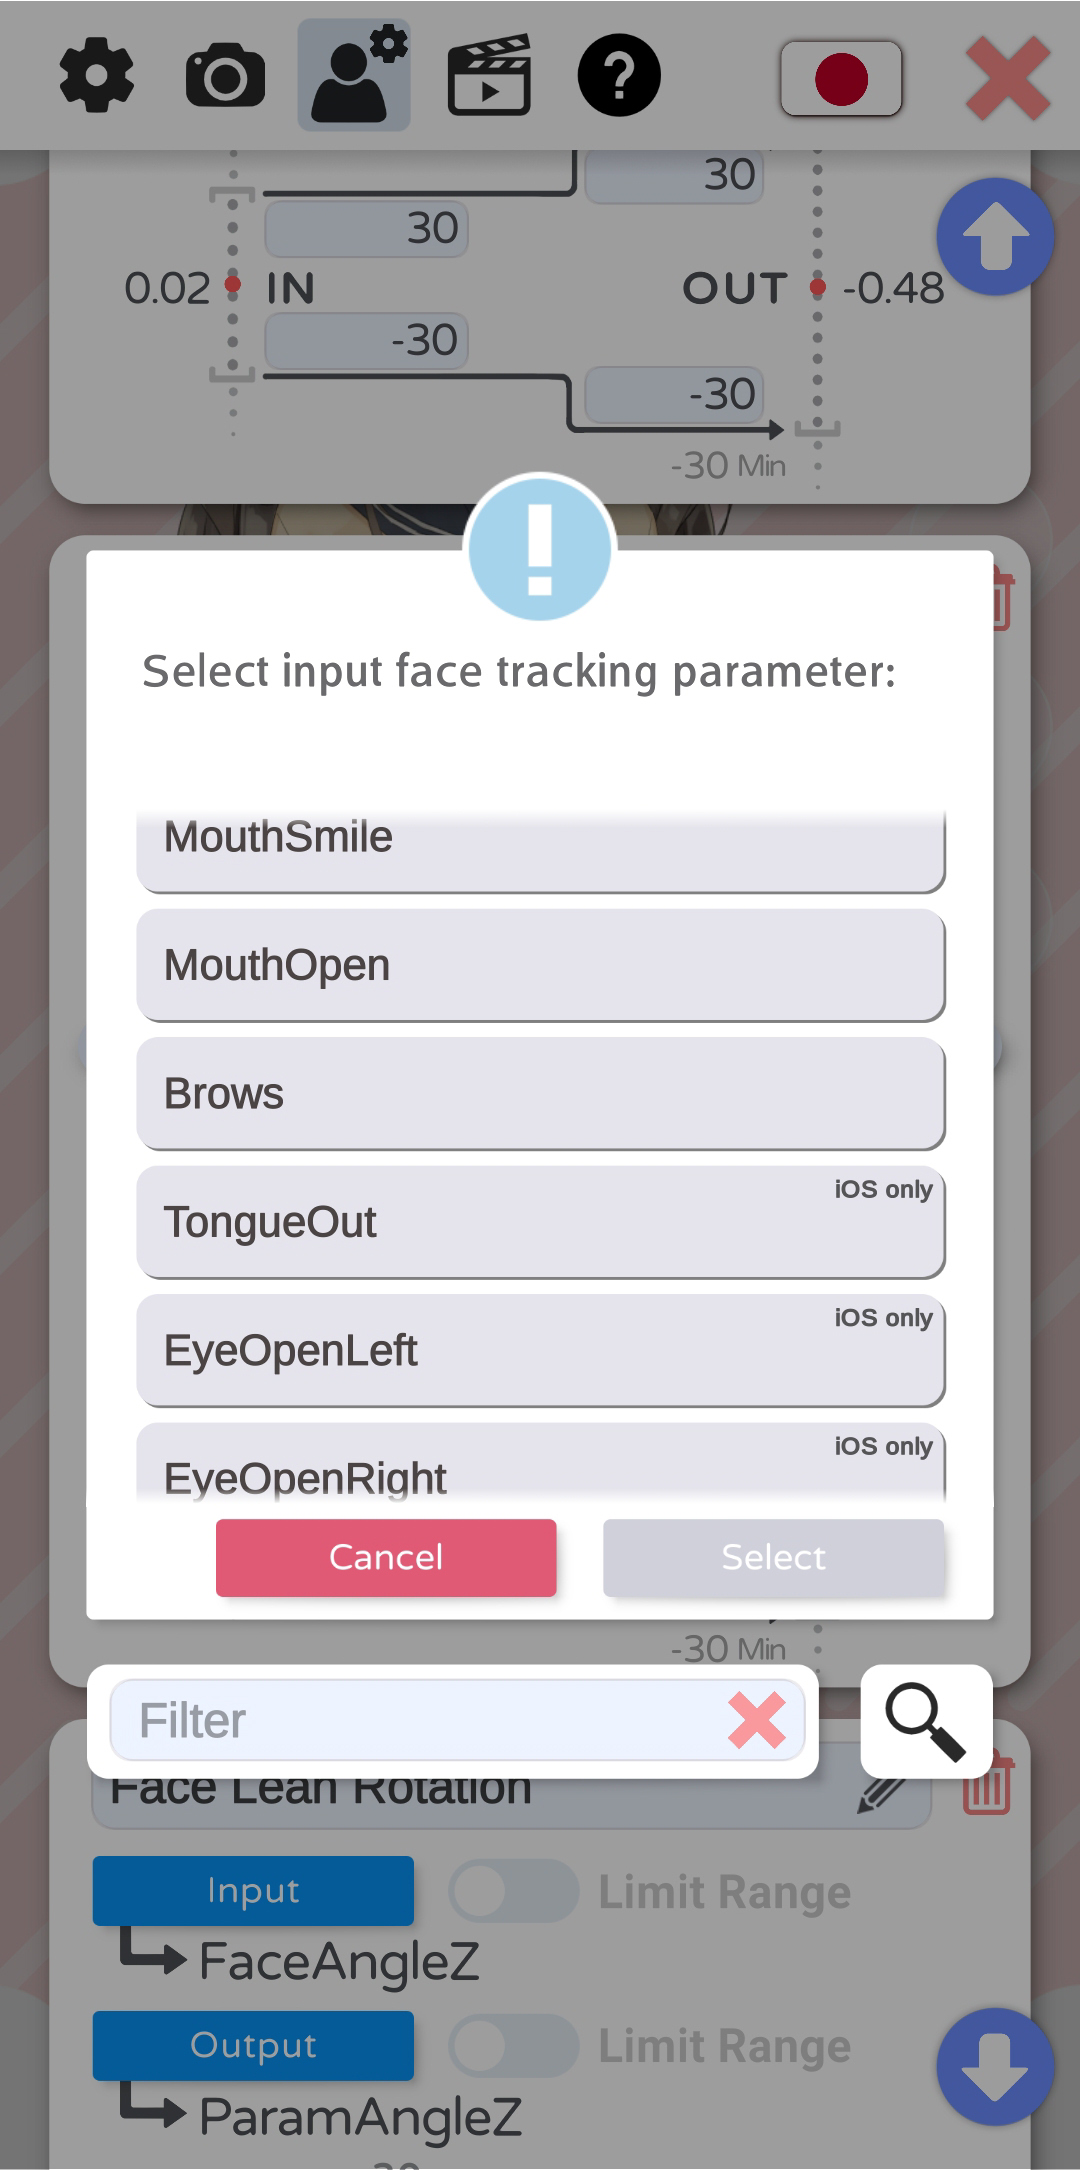 30
30
0.02 IN OUT -0.48
-30
-30
-30 Min
Select input face tracking parameter:
MouthSmile
MouthOpen
Brows
iOS only
TongueOut
iOS only
EyeOpenLeft
iOS only
EyeOpenRight
Cancel Select
-30 Min
Filter
Face Lean Rotation
Input Limit Range
FaceAngleZ
Output Limit Range
ParamAngleZ